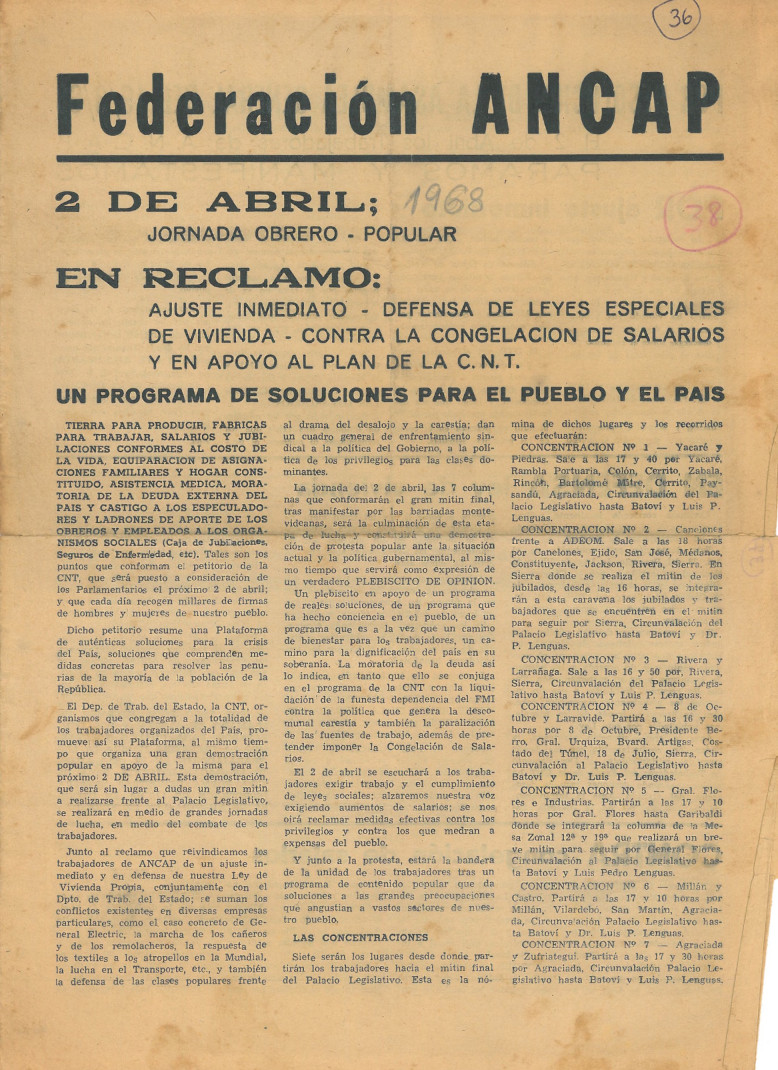 36
Federación ANCAP
2 DE ABRIL; 1968
38
JORNADA OBRERO - POPULAR
EN RECLAMO:
AJUSTE INMEDIATO - DEFENSA DE LEYES ESPECIALES
DE VIVIENDA - CONTRA LA CONGELACION DE SALARIOS
Y EN APOYO AL PLAN DE LA C. N. T.
UN PROGRAMA DE SOLUCIONES PARA EL PUEBLO Y EL PAIS
TIERRA PARA PRODUCIR, FABRICAS
PARA TRABAJAR, SALARIOS Y JUBI-
LACIONES CONFORMES AL COSTO DE
LA VIDA, EQUIPARACION DE ASIGNA-
CIONES FAMILIARES Y HOGAR CONS-
TITUIDO, ASISTENCIA MEDICA, MORA-
TORIA DE LA DEUDA EXTERNA DEL
PAIS Y CASTIGO A LOS ESPECULADO-
RES Y LADRONES DE APORTE DE LOS
OBREROS Y EMPLEADOS A LOS ORGA-
NISMOS SOCIALES (Caja de Jubilaciones,
Seguros de Enfermedad, etc). Tales son los
puntos que conforman el petitorio de la
CNT, que será puesto a consideración de
los Parlamentarios el próximo 2 de abril;
y que cada día recogen millares de firmas
de hombres y mujeres de nuestro pueblo.
Dicho petitorio resume una Plataforma
de auténticas soluciones para la crisis
del País, soluciones que comprenden me-
didas concretas para resolver las penu-
rias de la mayoría de la población de la
República.
El Dep. de Trab. del Estado, la CNT, or-
ganismos que congregan a la totalidad de
los trabajadores organizados del País, pro-
mueve así su Plataforma, al mismo tiem-
po que organiza una gran demostración
popular en apoyo de la misma para el
próximo 2 DE ABRIL. Esta demostración,
que será sin lugar a dudas un gran mitin
a realizarse frente al Palacio Legislativo,
se realizará en medio de grandes jornadas
de lucha, en medio del combate de los
trabajadores.
Junto al reclamo que reivindicamos los
trabajadores de ANCAP de un ajuste in-
mediato y en defensa de nuestra Ley de
Vivienda Propia, conjuntamente con el
Dpto. de Trab. del Estado; se suman los
conflictos existentes en diversas empresas
particulares, como el caso concreto de Ge-
neral Electric, la marcha de los cañeros
y de los remolacheros, la respuesta de
los textiles a los atropellos en la Mundial,
la lucha en el Transporte, etc., y también
la defensa de las clases populares frente
al drama del desalojo y la carestía; dan
un cuadro general de enfrentamiento sin-
dical a la política del Gobierno, a la polí-
tica de los privilegios para las clases do-
minantes.
La jornada del 2 de abril, las 7 colum-
nas que conformarán el gran mitin final,
tras manifestar por las barriadas monte-
videanas, será la culminación de esta eta-
pa de lucha y constituirá una demostra-
ción de protesta popular ante la situación
actual y la política gubernamental, al mis-
mo tiempo que servirá como expresión de
un verdadero PLEBISCITO DE OPINION.
Un plebiscito en apoyo de un programa
de reales soluciones, de un programa que
ha hecho conciencia en el pueblo, de un
programa que es a la vez que un camino
de bienestar para los trabajadores, un ca-
mino para la dignificación del país en su
soberanía. La moratoria de la deuda así
lo indica, en tanto que ello se conjuga
en el programa de la CNT con la liqui-
dación de la funesta dependencia del FMI
contra la política que genera la desco-
munal carestía y también la paralización
de las fuentes de trabajo, además de pre-
tender imponer la Congelación de Sala-
rios.
El 2 de abril se escuchará a los traba-
jadores exigir trabajo y el cumplimiento
de leyes sociales; alzaremos nuestra voz
exigiendo aumentos de salarios; se nos
oirá reclamar medidas efectivas contra los
privilegios y contra los que medran a
expensas del pueblo.
Y junto a la protesta, estará la bandera
de la unidad de los trabajadores tras un
programa de contenido popular que da
soluciones a las grandes preocupaciones
que angustian a vastos sectores de nues-
tro pueblo.
LAS CONCENTRACIONES
Siete serán los lugares desde donde par-
tirán los trabajadores hacia el mitin final
del Palacio Legislativo. Esta es la nó-
mina de dichos lugares y los recorridos
que efectuarán:
CONCENTRACION Nº 1 — Yacaré y
Piedras. Sale a las 17 y 40 por Yacaré,
Rambla Portuaria, Colón, Cerrito, Zabala,
Rincón, Bartolomé Mitre, Cerrito, Pay-
sandú, Agraciada, Circunvalación del Pa-
lacio Legislativo hasta Batoví y Luis P.
Lenguas.
CONCENTRACION Nº 2 — Canelones
frente a ADEOM. Sale a las 18 horas
por Canelones, Ejido, San José, Médanos,
Constituyente, Jackson, Rivera, Sierra. En
Sierra donde se realiza el mitin de los
jubilados, desde las 16 horas, se integra-
rán a esta caravana los jubilados y tra-
bajadores que se encuentren en el mitin
para seguir por Sierra, Circunvalación del
Palacio Legislativo hasta Batoví y Dr.
P. Lenguas.
CONCENTRACION Nº 3 — Rivera y
Larrañaga. Sale a las 16 y 50 por, Rivera,
Sierra, Circunvalación del Palacio Legis-
lativo hasta Batoví y Luis P. Lenguas.
CONCENTRACION Nº 4 — 8 de Oc-
tubre y Larravide. Partirá a las 16 y 30
horas por 8 de Octubre, Presidente Be-
rro, Gral. Urquiza, Bvard. Artigas, Cos-
tado del Túnel, 18 de Julio, Sierra, Cir-
cunvalación al Palacio Legislativo hasta
Batoví y Dr. Luis P. Lenguas.
CONCENTRACION Nº 5 — Gral. Flo-
res e Industrias. Partirán a las 17 y 10
horas por Gral. Flores hasta Garibaldi
donde se integrará la columna de la Me-
sa Zonal 12ª y 19ª que realizará un bre-
ve mitin para seguir por General Flores,
Circunvalación al Palacio Legislativo has-
ta Batoví y Luis Pedro Lenguas.
CONCENTRACION Nº 6 — Millán y
Castro. Partirá a las 17 y 10 horas por
Millán, Vilardebó, San Martín, Agracia-
da, Circunvalación Palacio Legislativo has-
ta Batoví y Dr. Luis P. Lenguas.
CONCENTRACION Nº 7 — Agraciada
y Zufriategui. Partirá a las 17 y 30 horas
por Agraciada, Circunvalación Palacio Le-
gislativo hasta Batoví y Luis P. Lenguas.